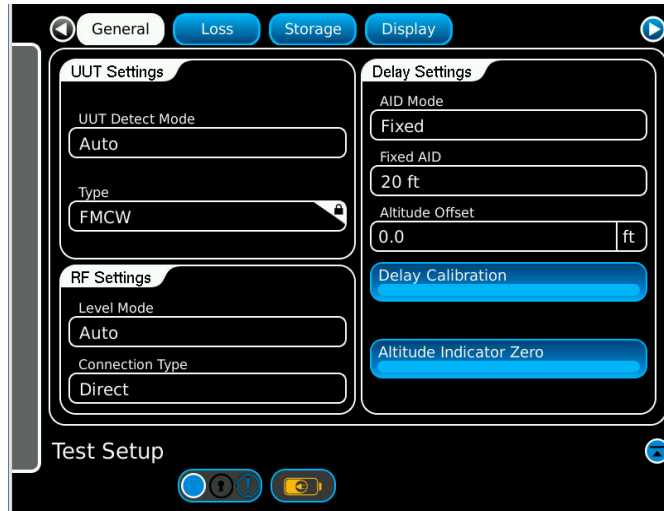 General
Loss
Storage
Display
UUT Settings
UUT Detect Mode
Auto
Type
FMCW
RF Settings
Level Mode
Auto
Connection Type
Direct
Delay Settings
AID Mode
Fixed
Fixed AID
20 ft
Altitude Offset
0.0 ft
Delay Calibration
Altitude Indicator Zero
Test Setup